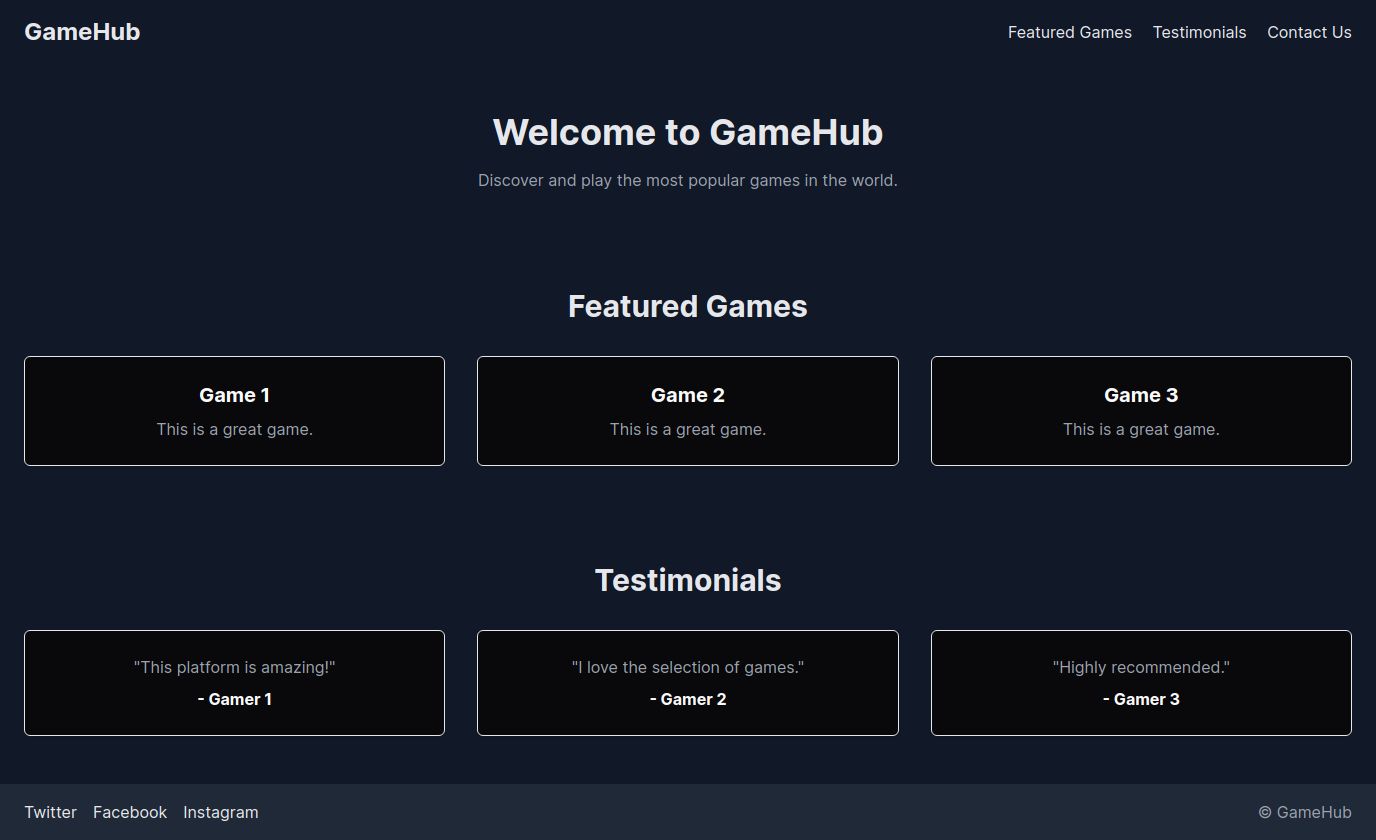 GameHub
Featured Games Testimonials Contact Us
Welcome to GameHub
Discover and play the most popular games in the world.
Featured Games
Game 1
This is a great game.
Game 2
This is a great game.
Game 3
This is a great game.
Testimonials
"This platform is amazing!"
- Gamer 1
"I love the selection of games."
- Gamer 2
"Highly recommended."
- Gamer 3
Twitter Facebook Instagram
© GameHub